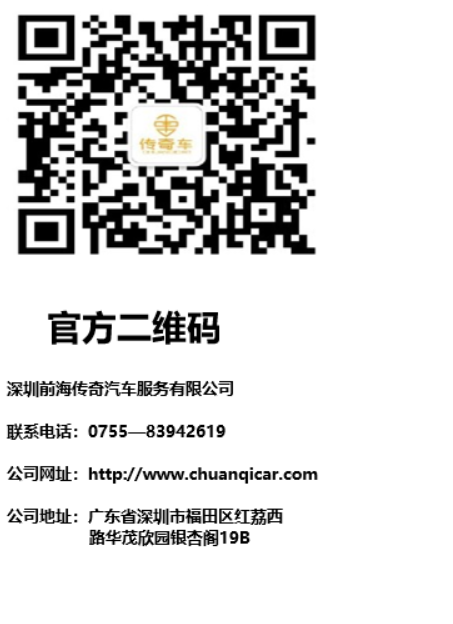 传奇车
官方二维码
深圳前海传奇汽车服务有限公司
联系电话：0755—83942619
公司网址：http://www.chuanqicar.com
公司地址：广东省深圳市福田区红荔西
路华茂欣园银杏阁19B